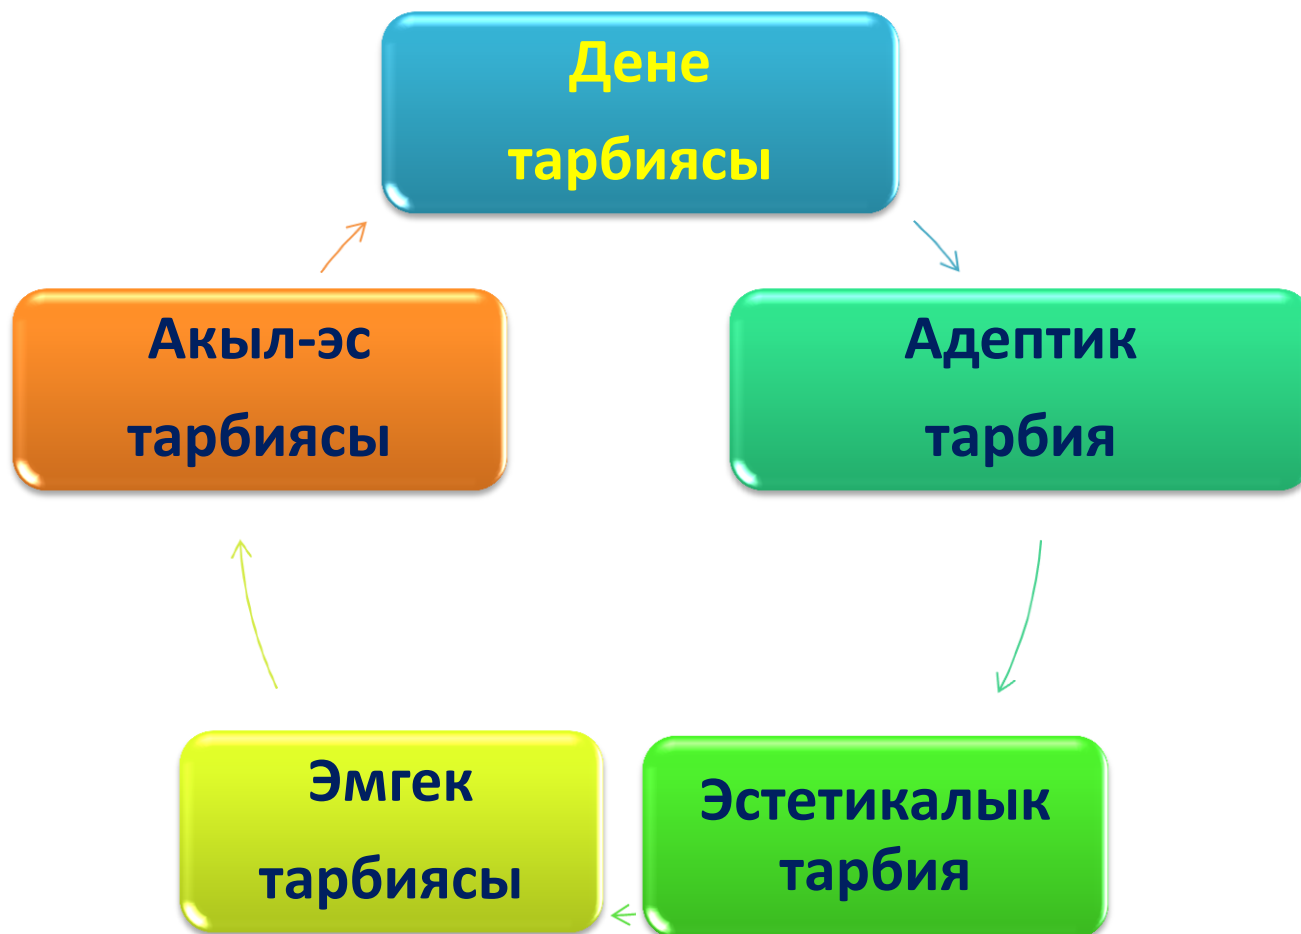 Дене
тарбиясы
Адептик
тарбия
Эстетикалык
тарбия
Эмгек
тарбиясы
Акыл-эс
тарбиясы